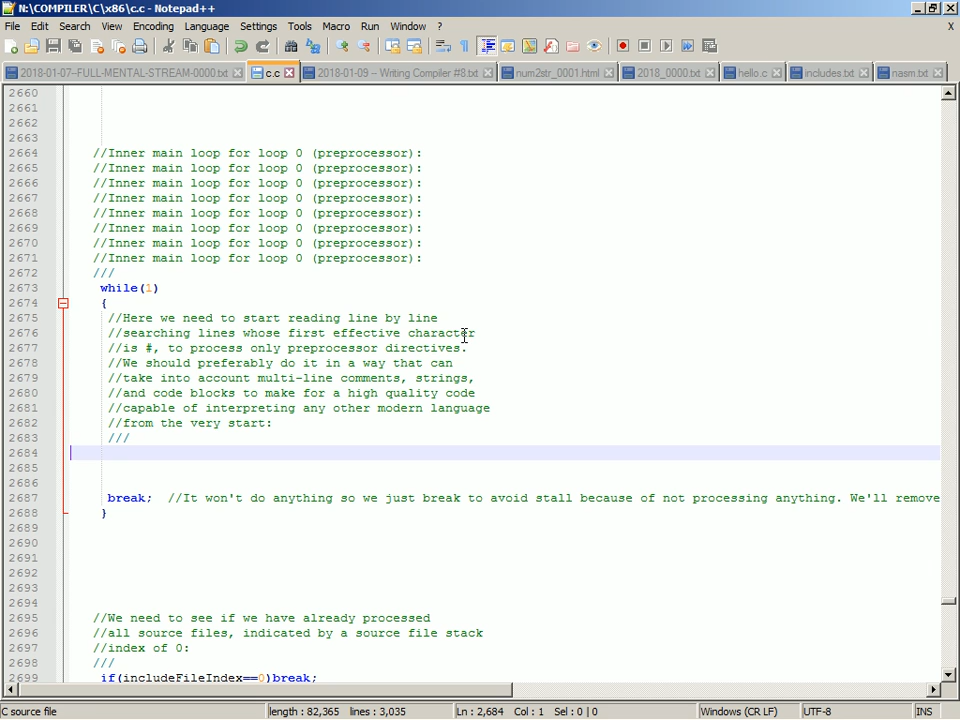 N:\COMPILER\C\x86\c.c - Notepad++
File Edit Search View Encoding Language Settings Tools Macro Run Window ? X
2018-01-07-FULL-MENTAL-STREAM-0000.txt c.c 2018-01-09 -- Writing Compiler #8.txt num2str_0001.html 2018_0000.txt hello.c includes.txt nasm.txt
2660
2661
2662
2663
2664 //Inner main loop for loop 0 (preprocessor):
2665 //Inner main loop for loop 0 (preprocessor):
2666 //Inner main loop for loop 0 (preprocessor):
2667 //Inner main loop for loop 0 (preprocessor):
2668 //Inner main loop for loop 0 (preprocessor):
2669 //Inner main loop for loop 0 (preprocessor):
2670 //Inner main loop for loop 0 (preprocessor):
2671 //Inner main loop for loop 0 (preprocessor):
2672 ///
2673 while(1)
2674 {
2675 //Here we need to start reading line by line
2676 //searching lines whose first effective character
2677 //is #, to process only preprocessor directives.
2678 //We should preferably do it in a way that can
2679 //take into account multi-line comments, strings,
2680 //and code blocks to make for a high quality code
2681 //capable of interpreting any other modern language
2682 //from the very start:
2683 ///
2684
2685
2686
2687 break; //It won't do anything so we just break to avoid stall because of not processing anything. We'll remove
2688 }
2689
2690
2691
2692
2693
2694
2695 //We need to see if we have already processed
2696 //all source files, indicated by a source file stack
2697 //index of 0:
2698 ///
2699 if(includeFileIndex==0)break;
C source file length : 82,365 lines : 3,035 Ln : 2,684 Col : 1 Sel : 0 | 0 Windows (CR LF) UTF-8 INS